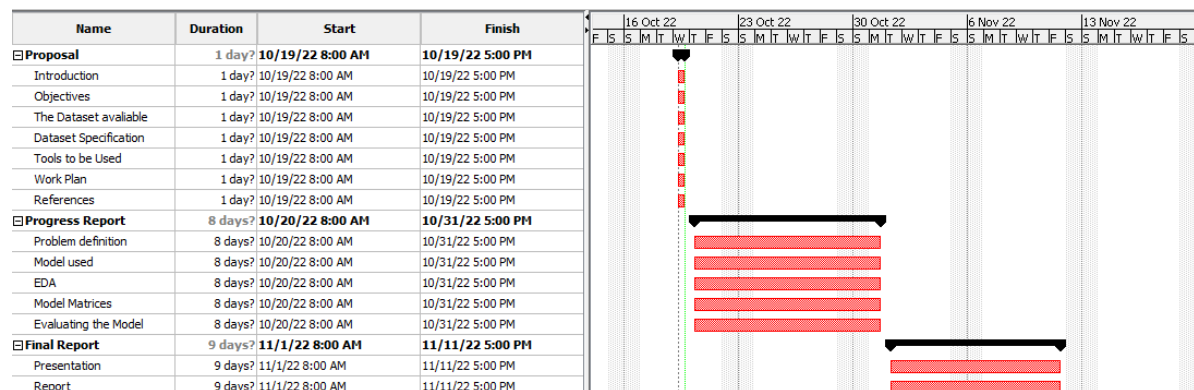 Name Duration Start Finish
16 Oct 22 23 Oct 22 30 Oct 22 6 Nov 22 13 Nov 22
F S S M T W T F S S M T W T F S S M T W T F S S M T W T F S S M T W T F S
Proposal 1 day? 10/19/22 8:00 AM 10/19/22 5:00 PM
Introduction 1 day? 10/19/22 8:00 AM 10/19/22 5:00 PM
Objectives 1 day? 10/19/22 8:00 AM 10/19/22 5:00 PM
The Dataset avaliable 1 day? 10/19/22 8:00 AM 10/19/22 5:00 PM
Dataset Specification 1 day? 10/19/22 8:00 AM 10/19/22 5:00 PM
Tools to be Used 1 day? 10/19/22 8:00 AM 10/19/22 5:00 PM
Work Plan 1 day? 10/19/22 8:00 AM 10/19/22 5:00 PM
References 1 day? 10/19/22 8:00 AM 10/19/22 5:00 PM
Progress Report 8 days? 10/20/22 8:00 AM 10/31/22 5:00 PM
Problem definition 8 days? 10/20/22 8:00 AM 10/31/22 5:00 PM
Model used 8 days? 10/20/22 8:00 AM 10/31/22 5:00 PM
EDA 8 days? 10/20/22 8:00 AM 10/31/22 5:00 PM
Model Matrices 8 days? 10/20/22 8:00 AM 10/31/22 5:00 PM
Evaluating the Model 8 days? 10/20/22 8:00 AM 10/31/22 5:00 PM
Final Report 9 days? 11/1/22 8:00 AM 11/11/22 5:00 PM
Presentation 9 days? 11/1/22 8:00 AM 11/11/22 5:00 PM
Report 9 days? 11/1/22 8:00 AM 11/11/22 5:00 PM